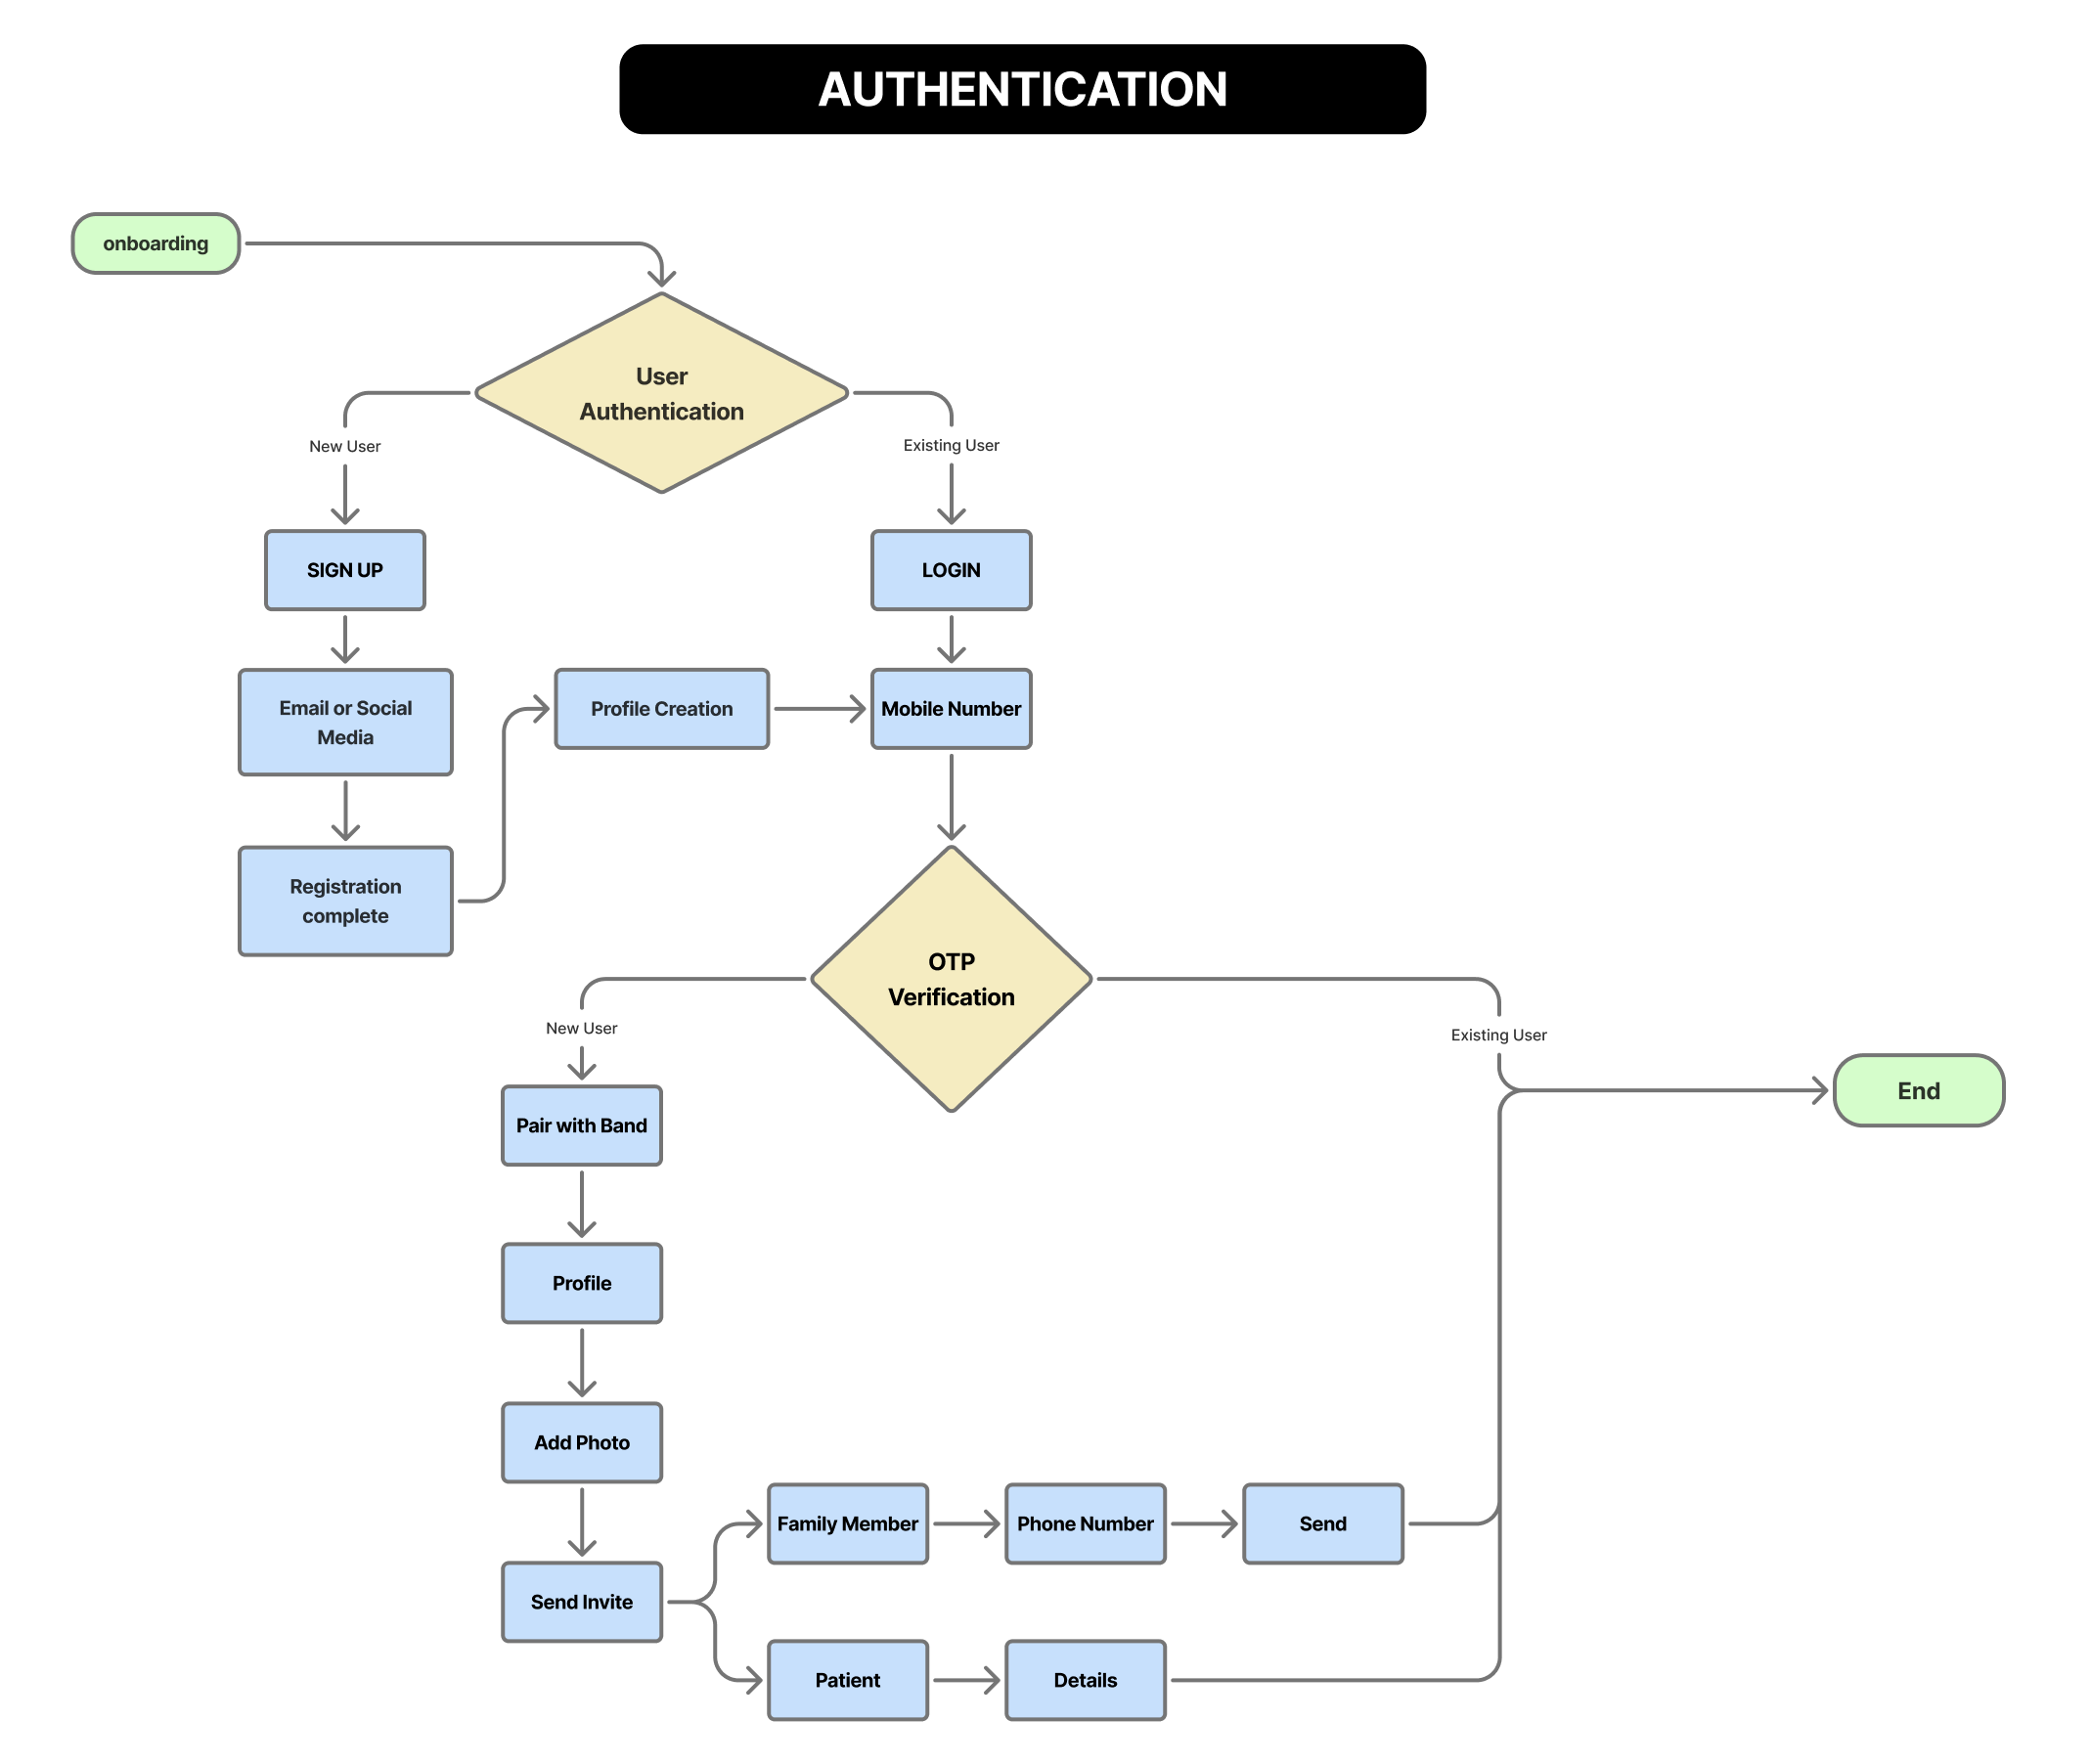 AUTHENTICATION
onboarding
User
Authentication
New User
Existing User
SIGN UP
LOGIN
Email or Social
Media
Profile Creation
Mobile Number
Registration
complete
OTP
Verification
New User
Existing User
End
Pair with Band
Profile
Add Photo
Send Invite
Family Member
Phone Number
Send
Patient
Details